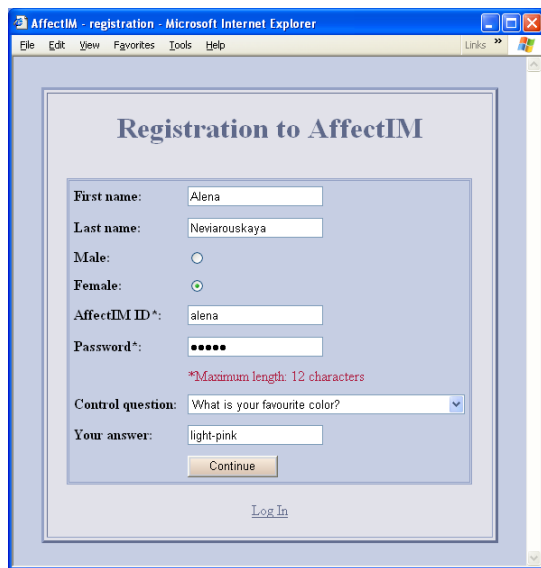 AffectIM - registration - Microsoft Internet Explorer
File Edit View Favorites Tools Help Links »
Registration to AffectIM
First name: Alena
Last name: Neviarouskaya
Male:
Female:
AffectIM ID*: alena
Password*: ●●●●●
*Maximum length: 12 characters
Control question: What is your favourite color?
Your answer: light-pink
Continue
Log In